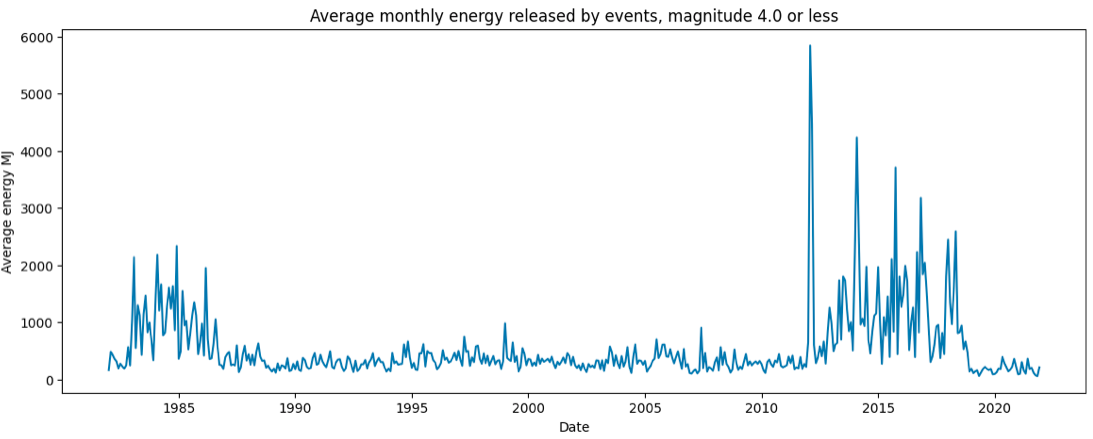 Average monthly energy released by events, magnitude 4.0 or less
Average energy MJ
6000
5000
4000
3000
2000
1000
0
1985 1990 1995 2000 2005 2010 2015 2020
Date